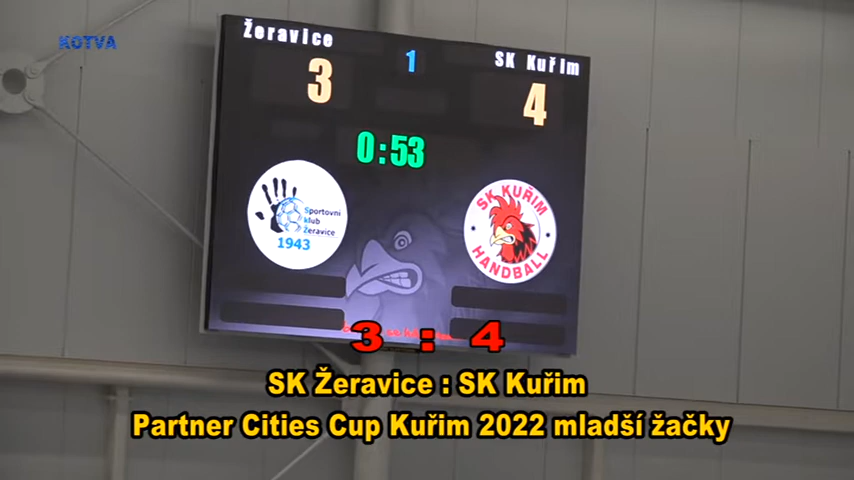 KOTVA
Žeravice
1
SK Kuřim
3
4
0:53
Sportovní
klub
Žeravice
1943
SK KUŘIM
HANDBALL
3 : 4
SK Žeravice : SK Kuřim
Partner Cities Cup Kuřim 2022 mladší žačky